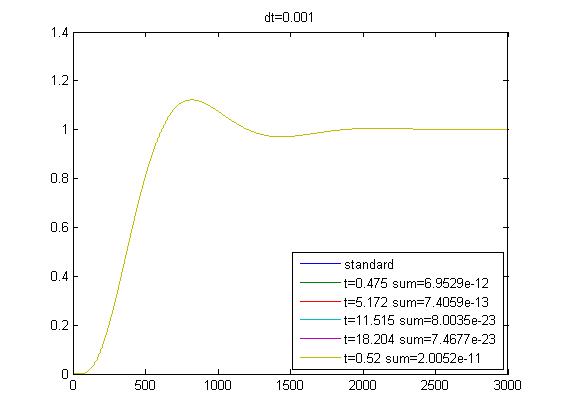 dt=0.001
1.4
1.2
1
0.8
0.6
0.4
0.2
0
0 500 1000 1500 2000 2500 3000
standard
t=0.475 sum=6.9529e-12
t=5.172 sum=7.4059e-13
t=11.515 sum=8.0035e-23
t=18.204 sum=7.4677e-23
t=0.52 sum=2.0052e-11